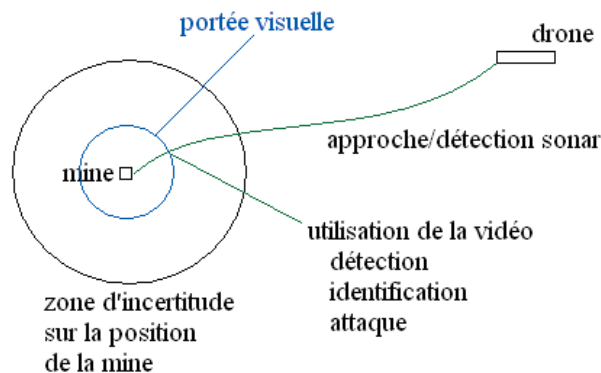 portée visuelle
drone
approche/détection sonar
mine
utilisation de la vidéo
détection
identification
attaque
zone d'incertitude
sur la position
de la mine